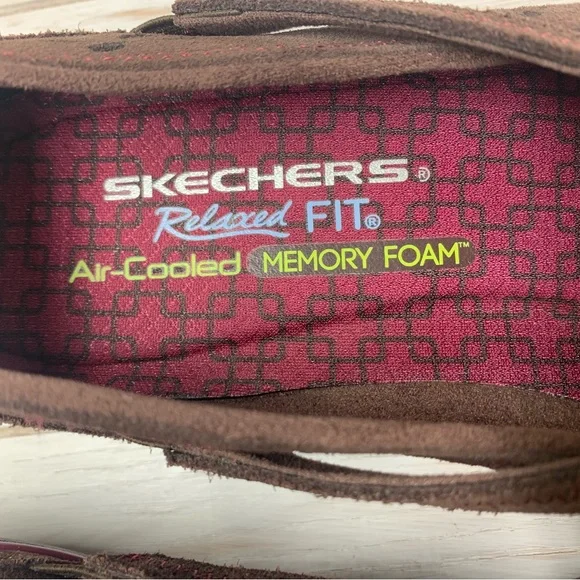 SKECHERS®
Relaxed FIT®
Air-Cooled MEMORY FOAM™